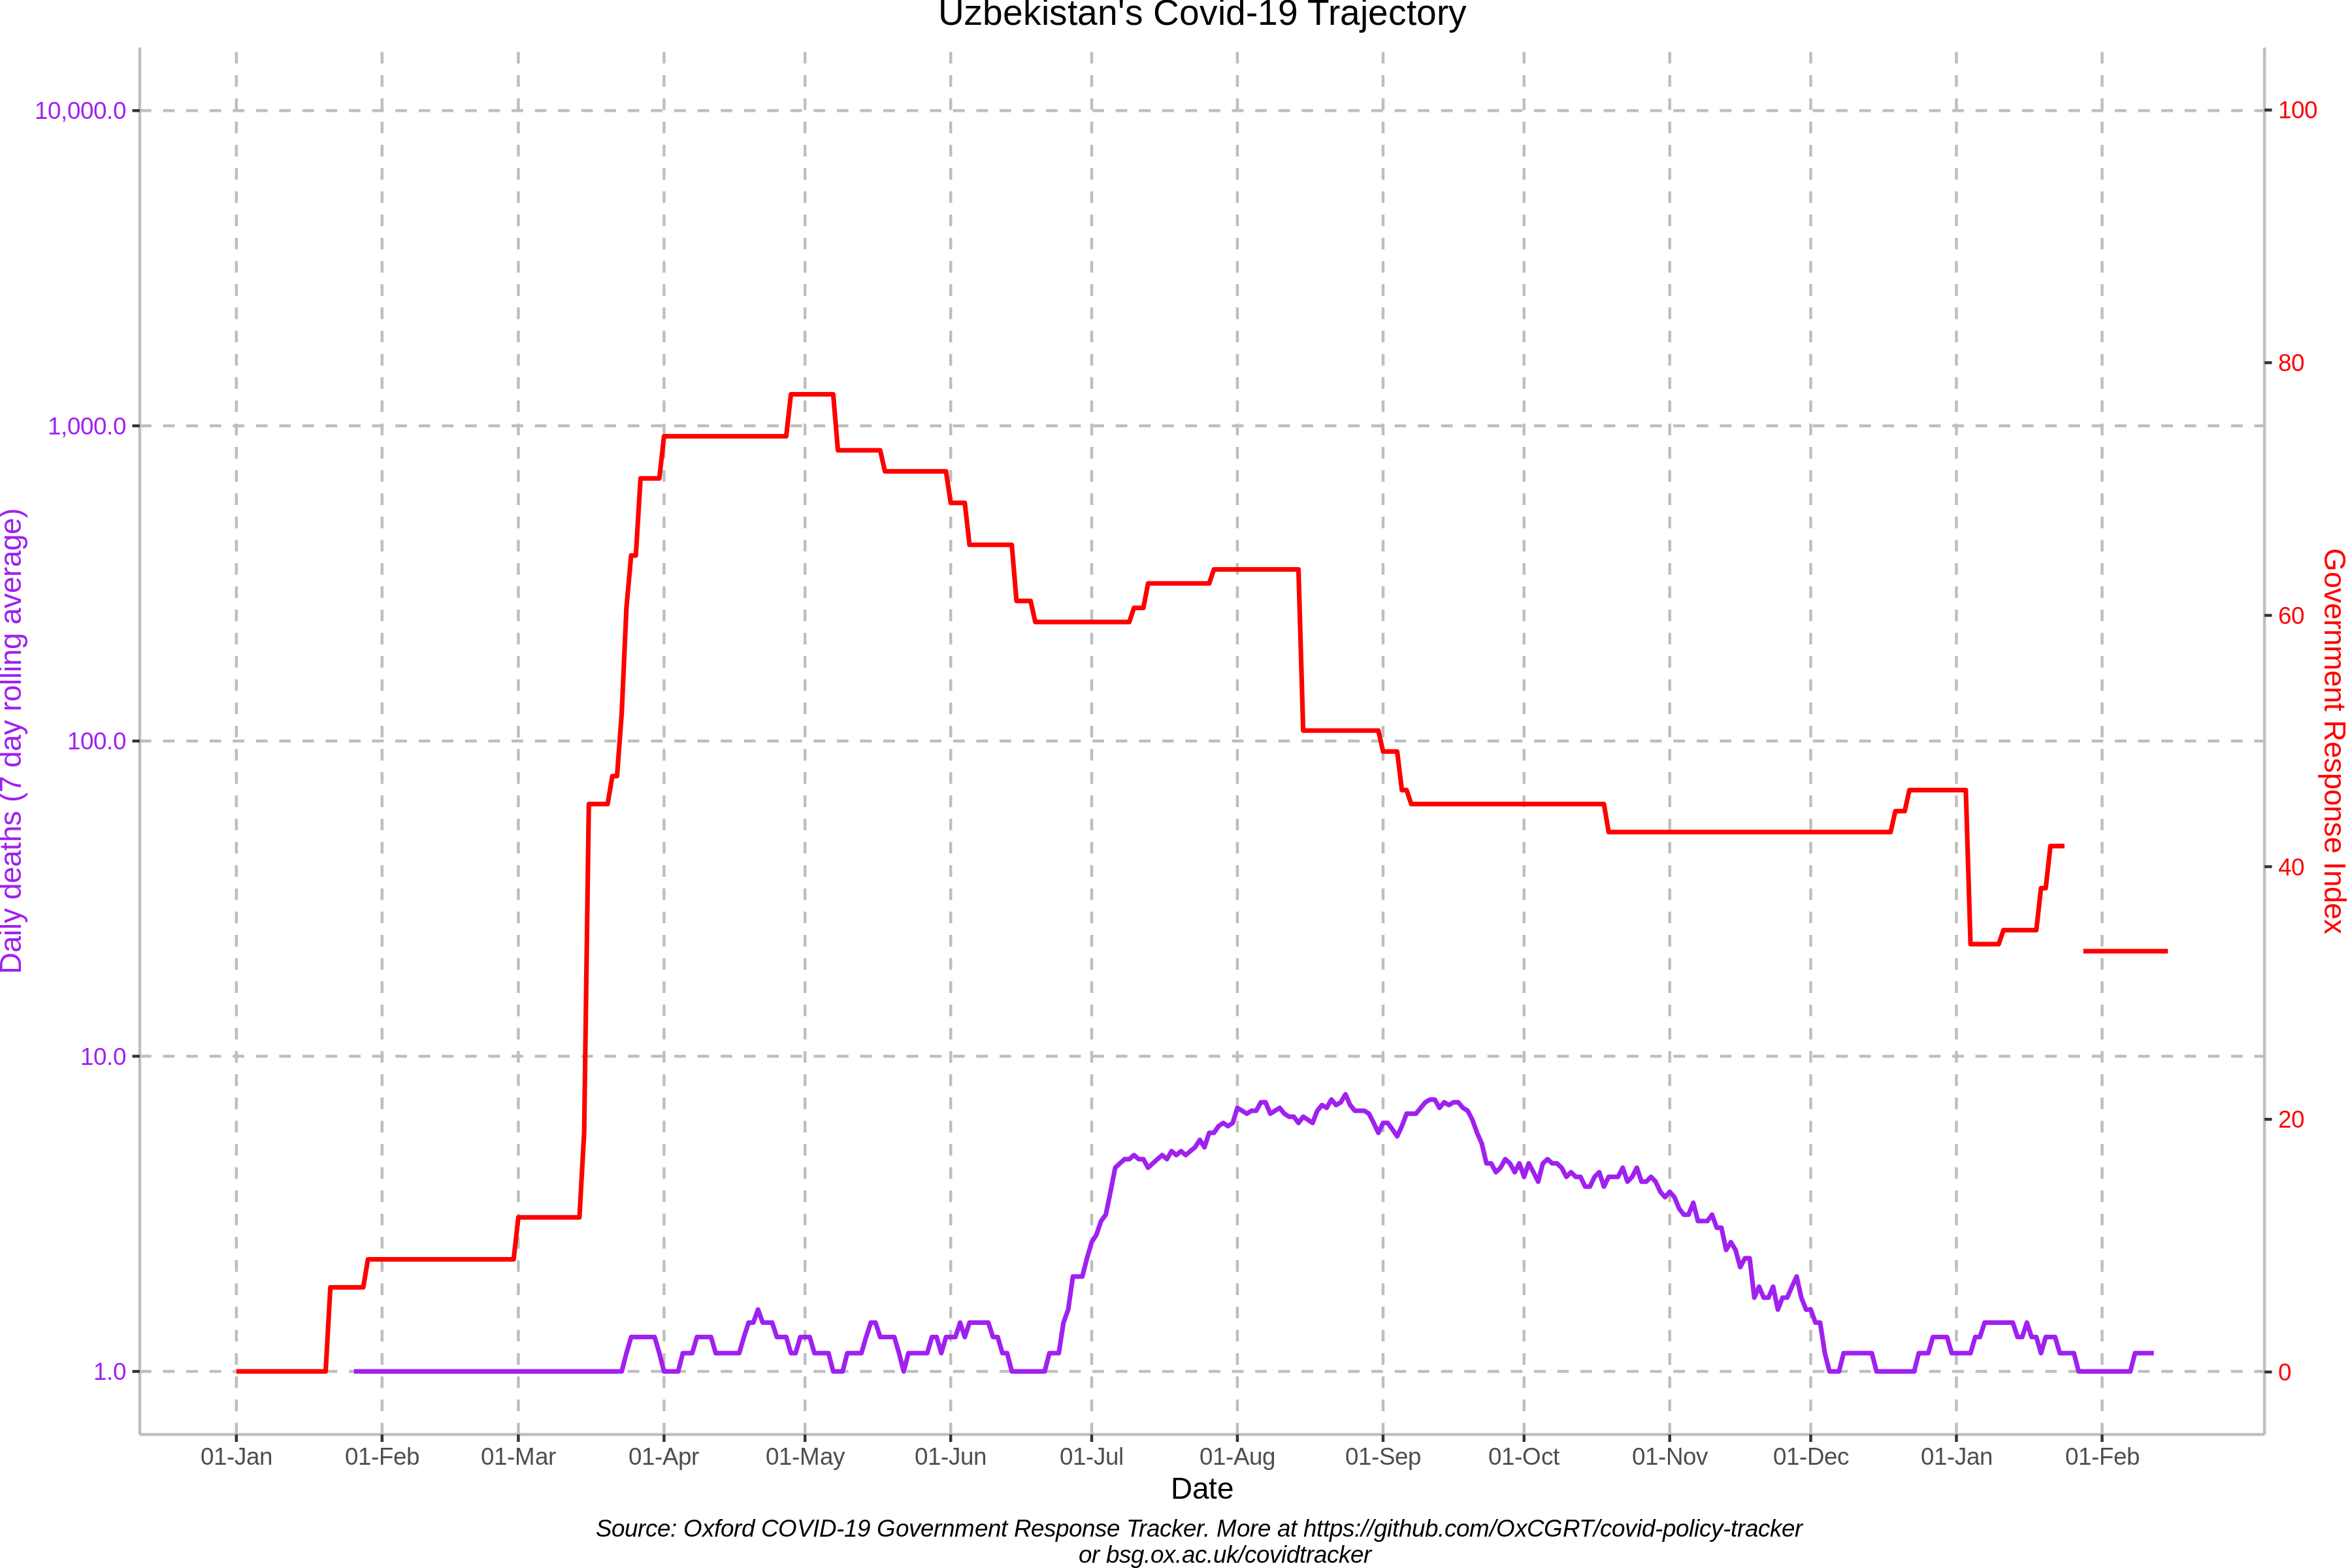 Uzbekistan's Covid-19 Trajectory
10,000.0
1,000.0
100.0
10.0
1.0
Daily deaths (7 day rolling average)
100
80
60
40
20
0
Government Response Index
01-Jan 01-Feb 01-Mar 01-Apr 01-May 01-Jun 01-Jul 01-Aug 01-Sep 01-Oct 01-Nov 01-Dec 01-Jan 01-Feb
Date
Source: Oxford COVID-19 Government Response Tracker. More at https://github.com/OxCGRT/covid-policy-tracker
or bsg.ox.ac.uk/covidtracker